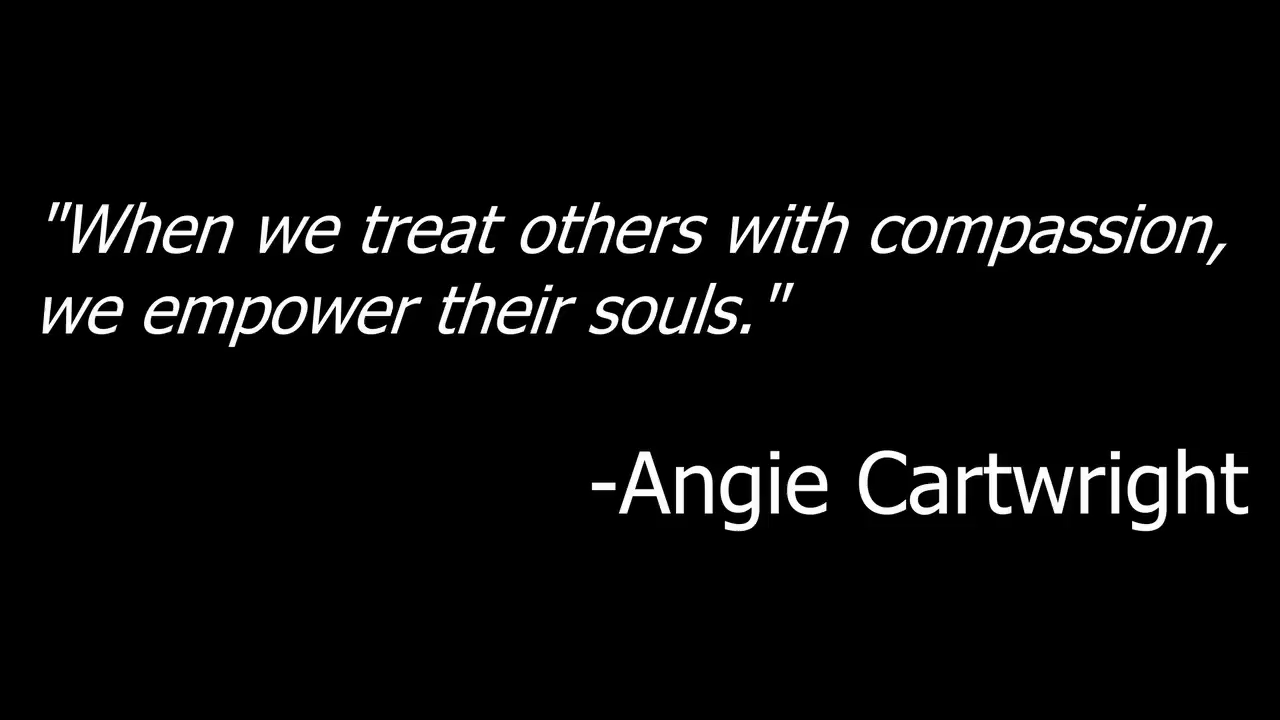 "When we treat others with compassion,
we empower their souls."
-Angie Cartwright